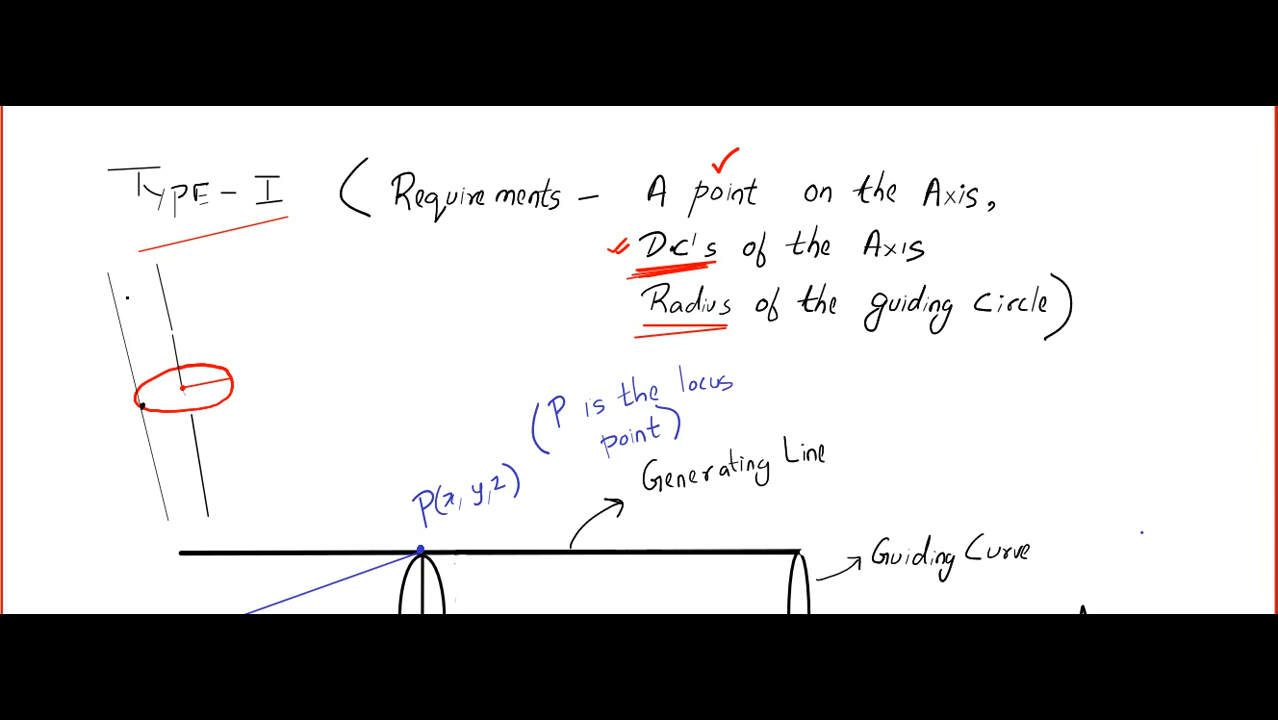 TYPE - I ( Requirements - A point on the Axis,
D.C's of the Axis
Radius of the guiding circle)
(P is the locus
point)
Generating Line
P(x, y, z)
Guiding Curve